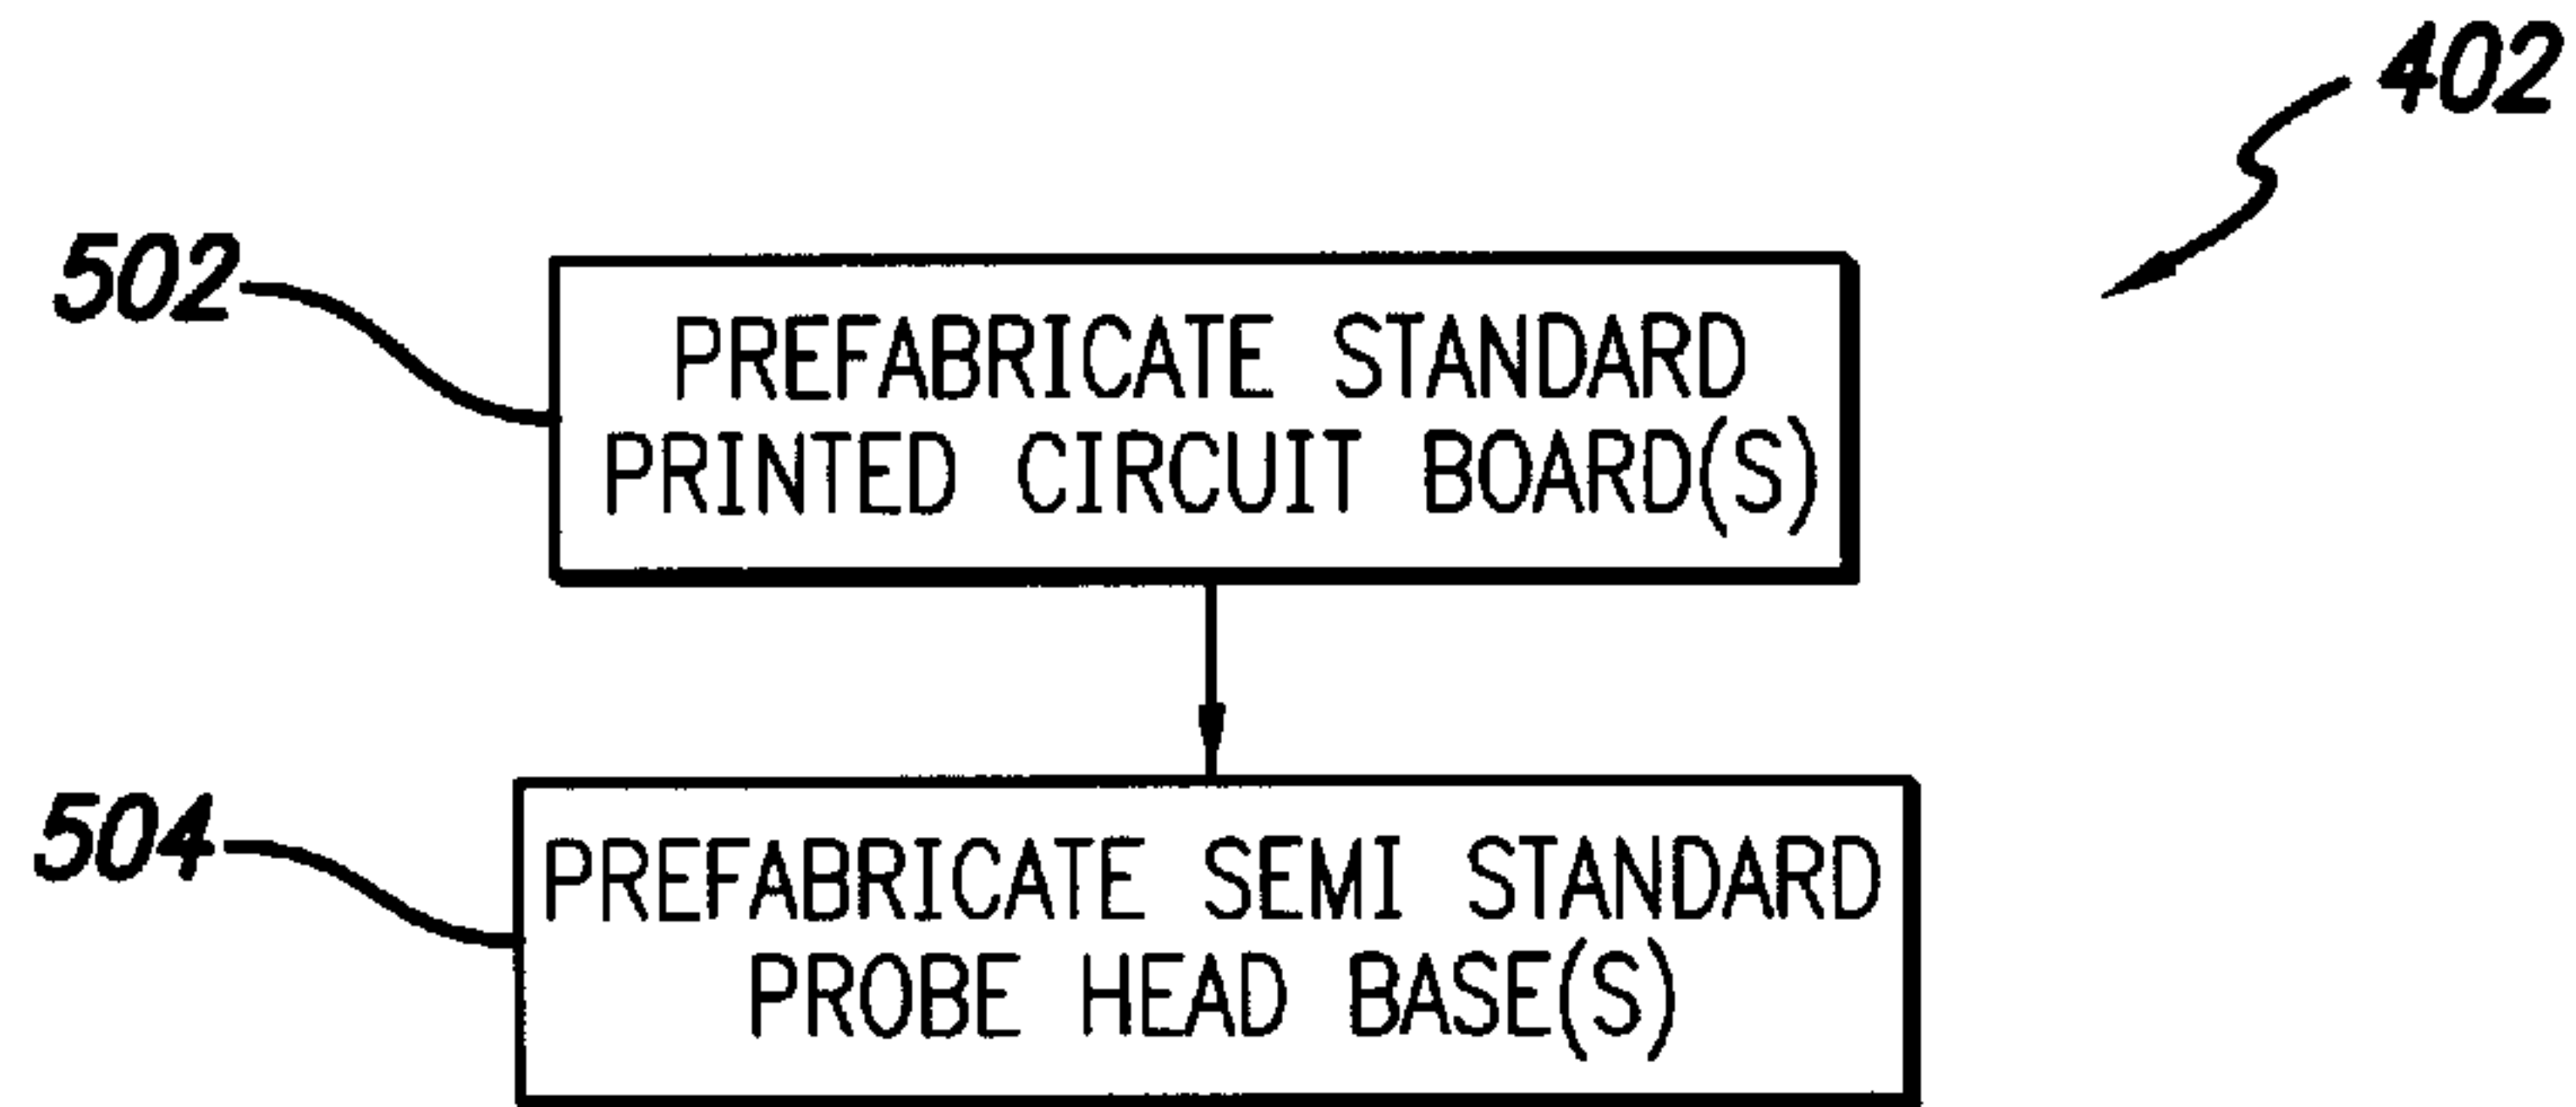 402
502
PREFABRICATE STANDARD
PRINTED CIRCUIT BOARD(S)
504
PREFABRICATE SEMI STANDARD
PROBE HEAD BASE(S)